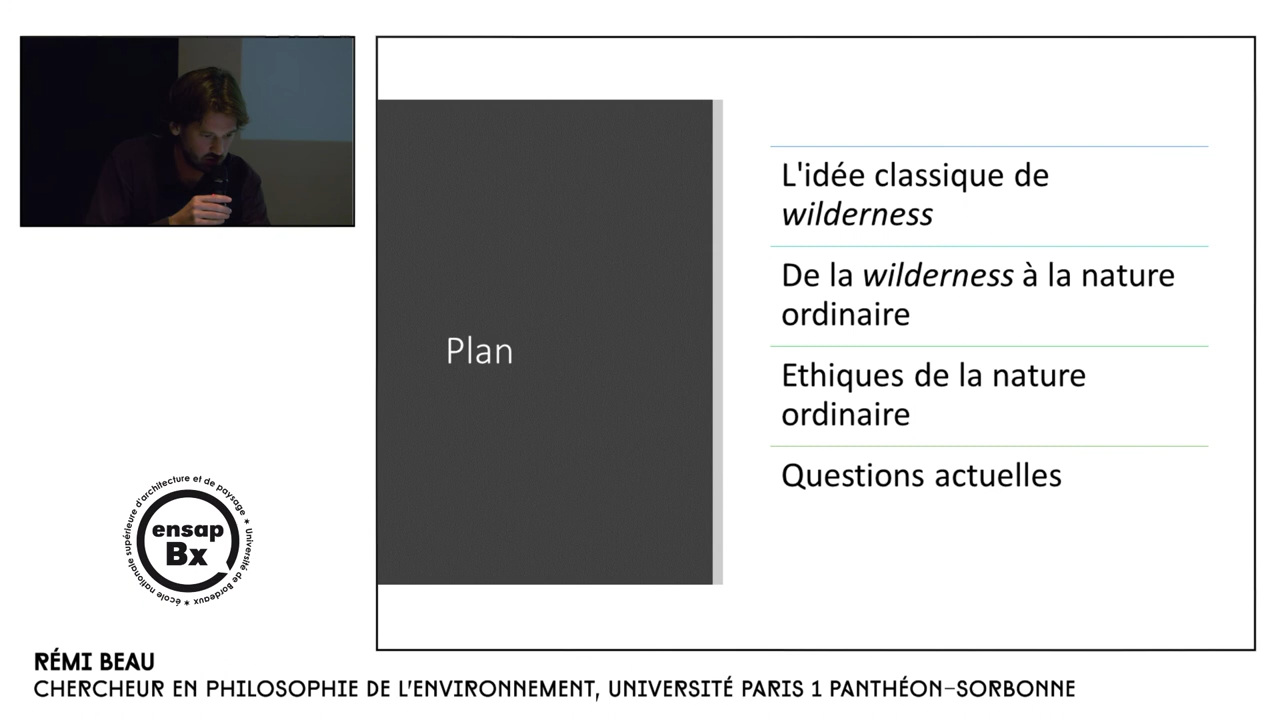 Plan
L'idée classique de
wilderness
De la wilderness à la nature
ordinaire
Ethiques de la nature
ordinaire
Questions actuelles
ensap
Bx
école nationale supérieure d'architecture et de paysage * Université de Bordeaux *
RÉMI BEAU
CHERCHEUR EN PHILOSOPHIE DE L'ENVIRONNEMENT, UNIVERSITÉ PARIS 1 PANTHÉON-SORBONNE